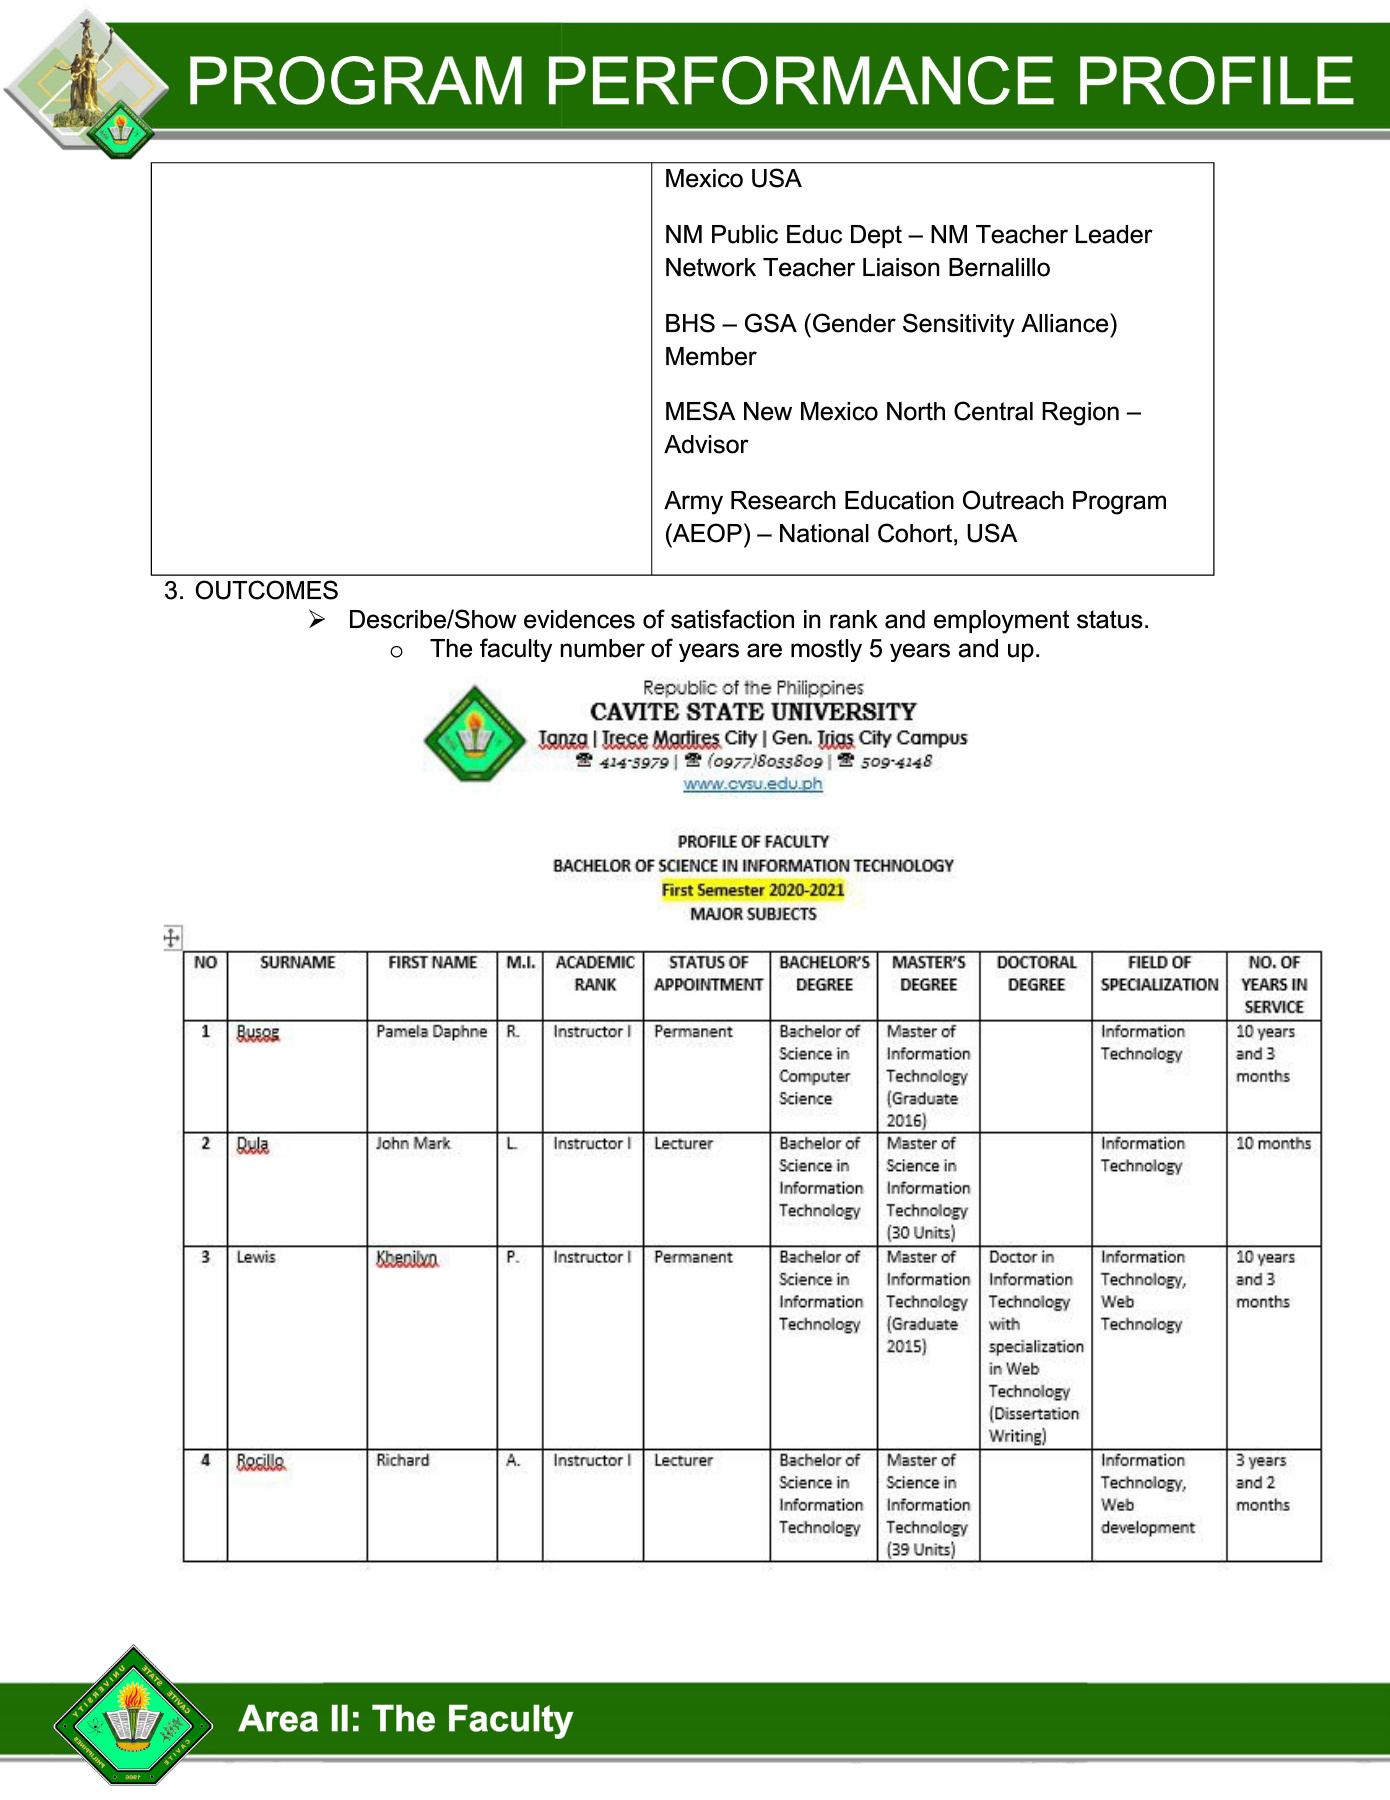 PROGRAM PERFORMANCE PROFILE
Mexico USA
NM Public Educ Dept – NM Teacher Leader
Network Teacher Liaison Bernalillo
BHS – GSA (Gender Sensitivity Alliance)
Member
MESA New Mexico North Central Region –
Advisor
Army Research Education Outreach Program
(AEOP) – National Cohort, USA
3. OUTCOMES
➢ Describe/Show evidences of satisfaction in rank and employment status.
o The faculty number of years are mostly 5 years and up.
Republic of the Philippines
CAVITE STATE UNIVERSITY
Tanza | Trece Martires City | Gen. Trias City Campus
☎ 414-3979 | ☎ (0977)8033809 | ☎ 509-4148
www.cvsu.edu.ph
PROFILE OF FACULTY
BACHELOR OF SCIENCE IN INFORMATION TECHNOLOGY
First Semester 2020-2021
MAJOR SUBJECTS
NO SURNAME FIRST NAME M.I. ACADEMIC STATUS OF BACHELOR'S MASTER'S DOCTORAL FIELD OF NO. OF
RANK APPOINTMENT DEGREE DEGREE DEGREE SPECIALIZATION YEARS IN
SERVICE
1 Busog Pamela Daphne R. Instructor I Permanent Bachelor of Master of Information 10 years
Science in Information Technology and 3
Computer Technology months
Science (Graduate
2016)
2 Dula John Mark L. Instructor I Lecturer Bachelor of Master of Information 10 months
Science in Science in Technology
Information Information
Technology Technology
(30 Units)
3 Lewis Khenilyn P. Instructor I Permanent Bachelor of Master of Doctor in Information 10 years
Science in Information Information Technology, and 3
Information Technology Technology Web months
Technology (Graduate with Technology
2015) specialization
in Web
Technology
(Dissertation
Writing)
4 Rocillo Richard A. Instructor I Lecturer Bachelor of Master of Information 3 years
Science in Science in Technology, and 2
Information Information Web months
Technology Technology development
(39 Units)
CAVITE STATE UNIVERSITY
Area II: The Faculty